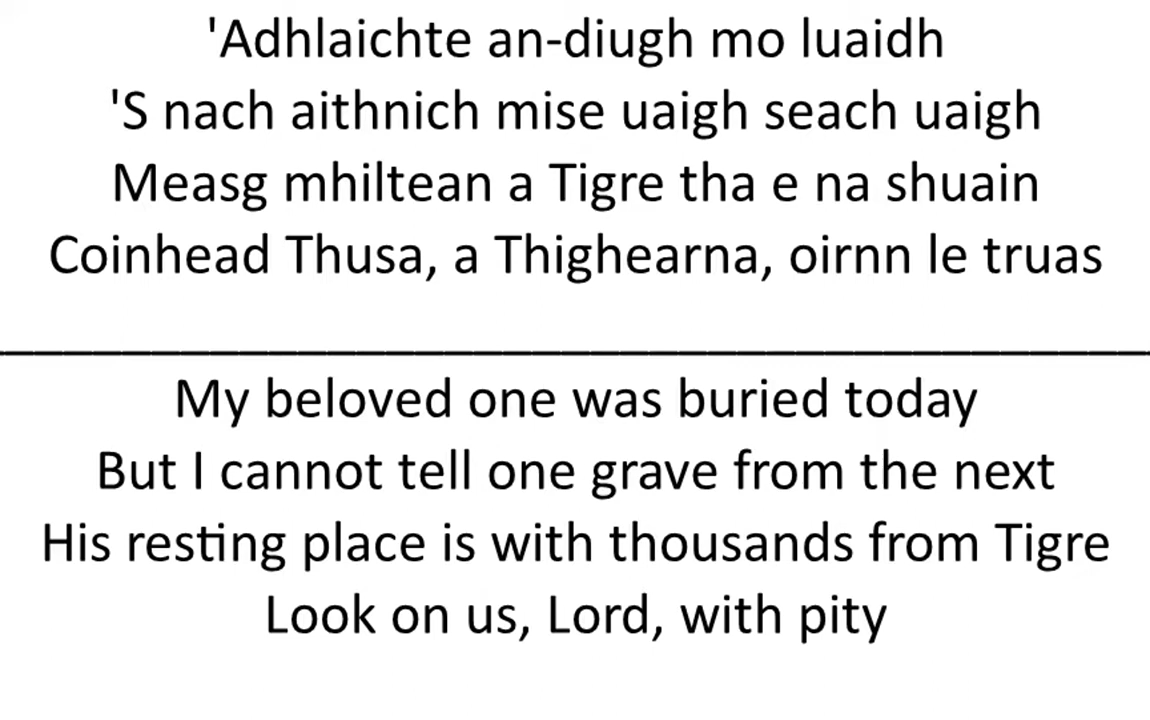 'Adhlaichte an-diugh mo luaidh
'S nach aithnich mise uaigh seach uaigh
Measg mhiltean a Tigre tha e na shuain
Coinhead Thusa, a Thighearna, oirnn le truas
My beloved one was buried today
But I cannot tell one grave from the next
His resting place is with thousands from Tigre
Look on us, Lord, with pity